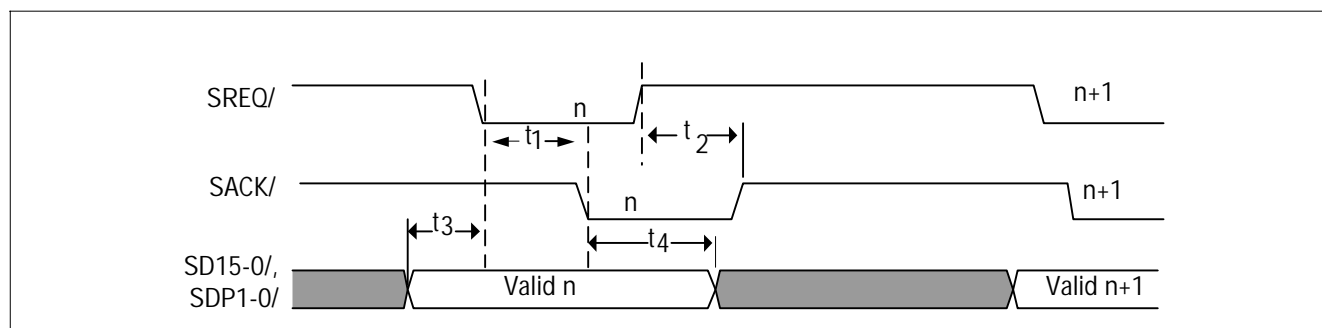 SREQ/
n
n+1
t1
t2
SACK/
n
n+1
t3
t4
SD15-0/,
SDP1-0/
Valid n
Valid n+1